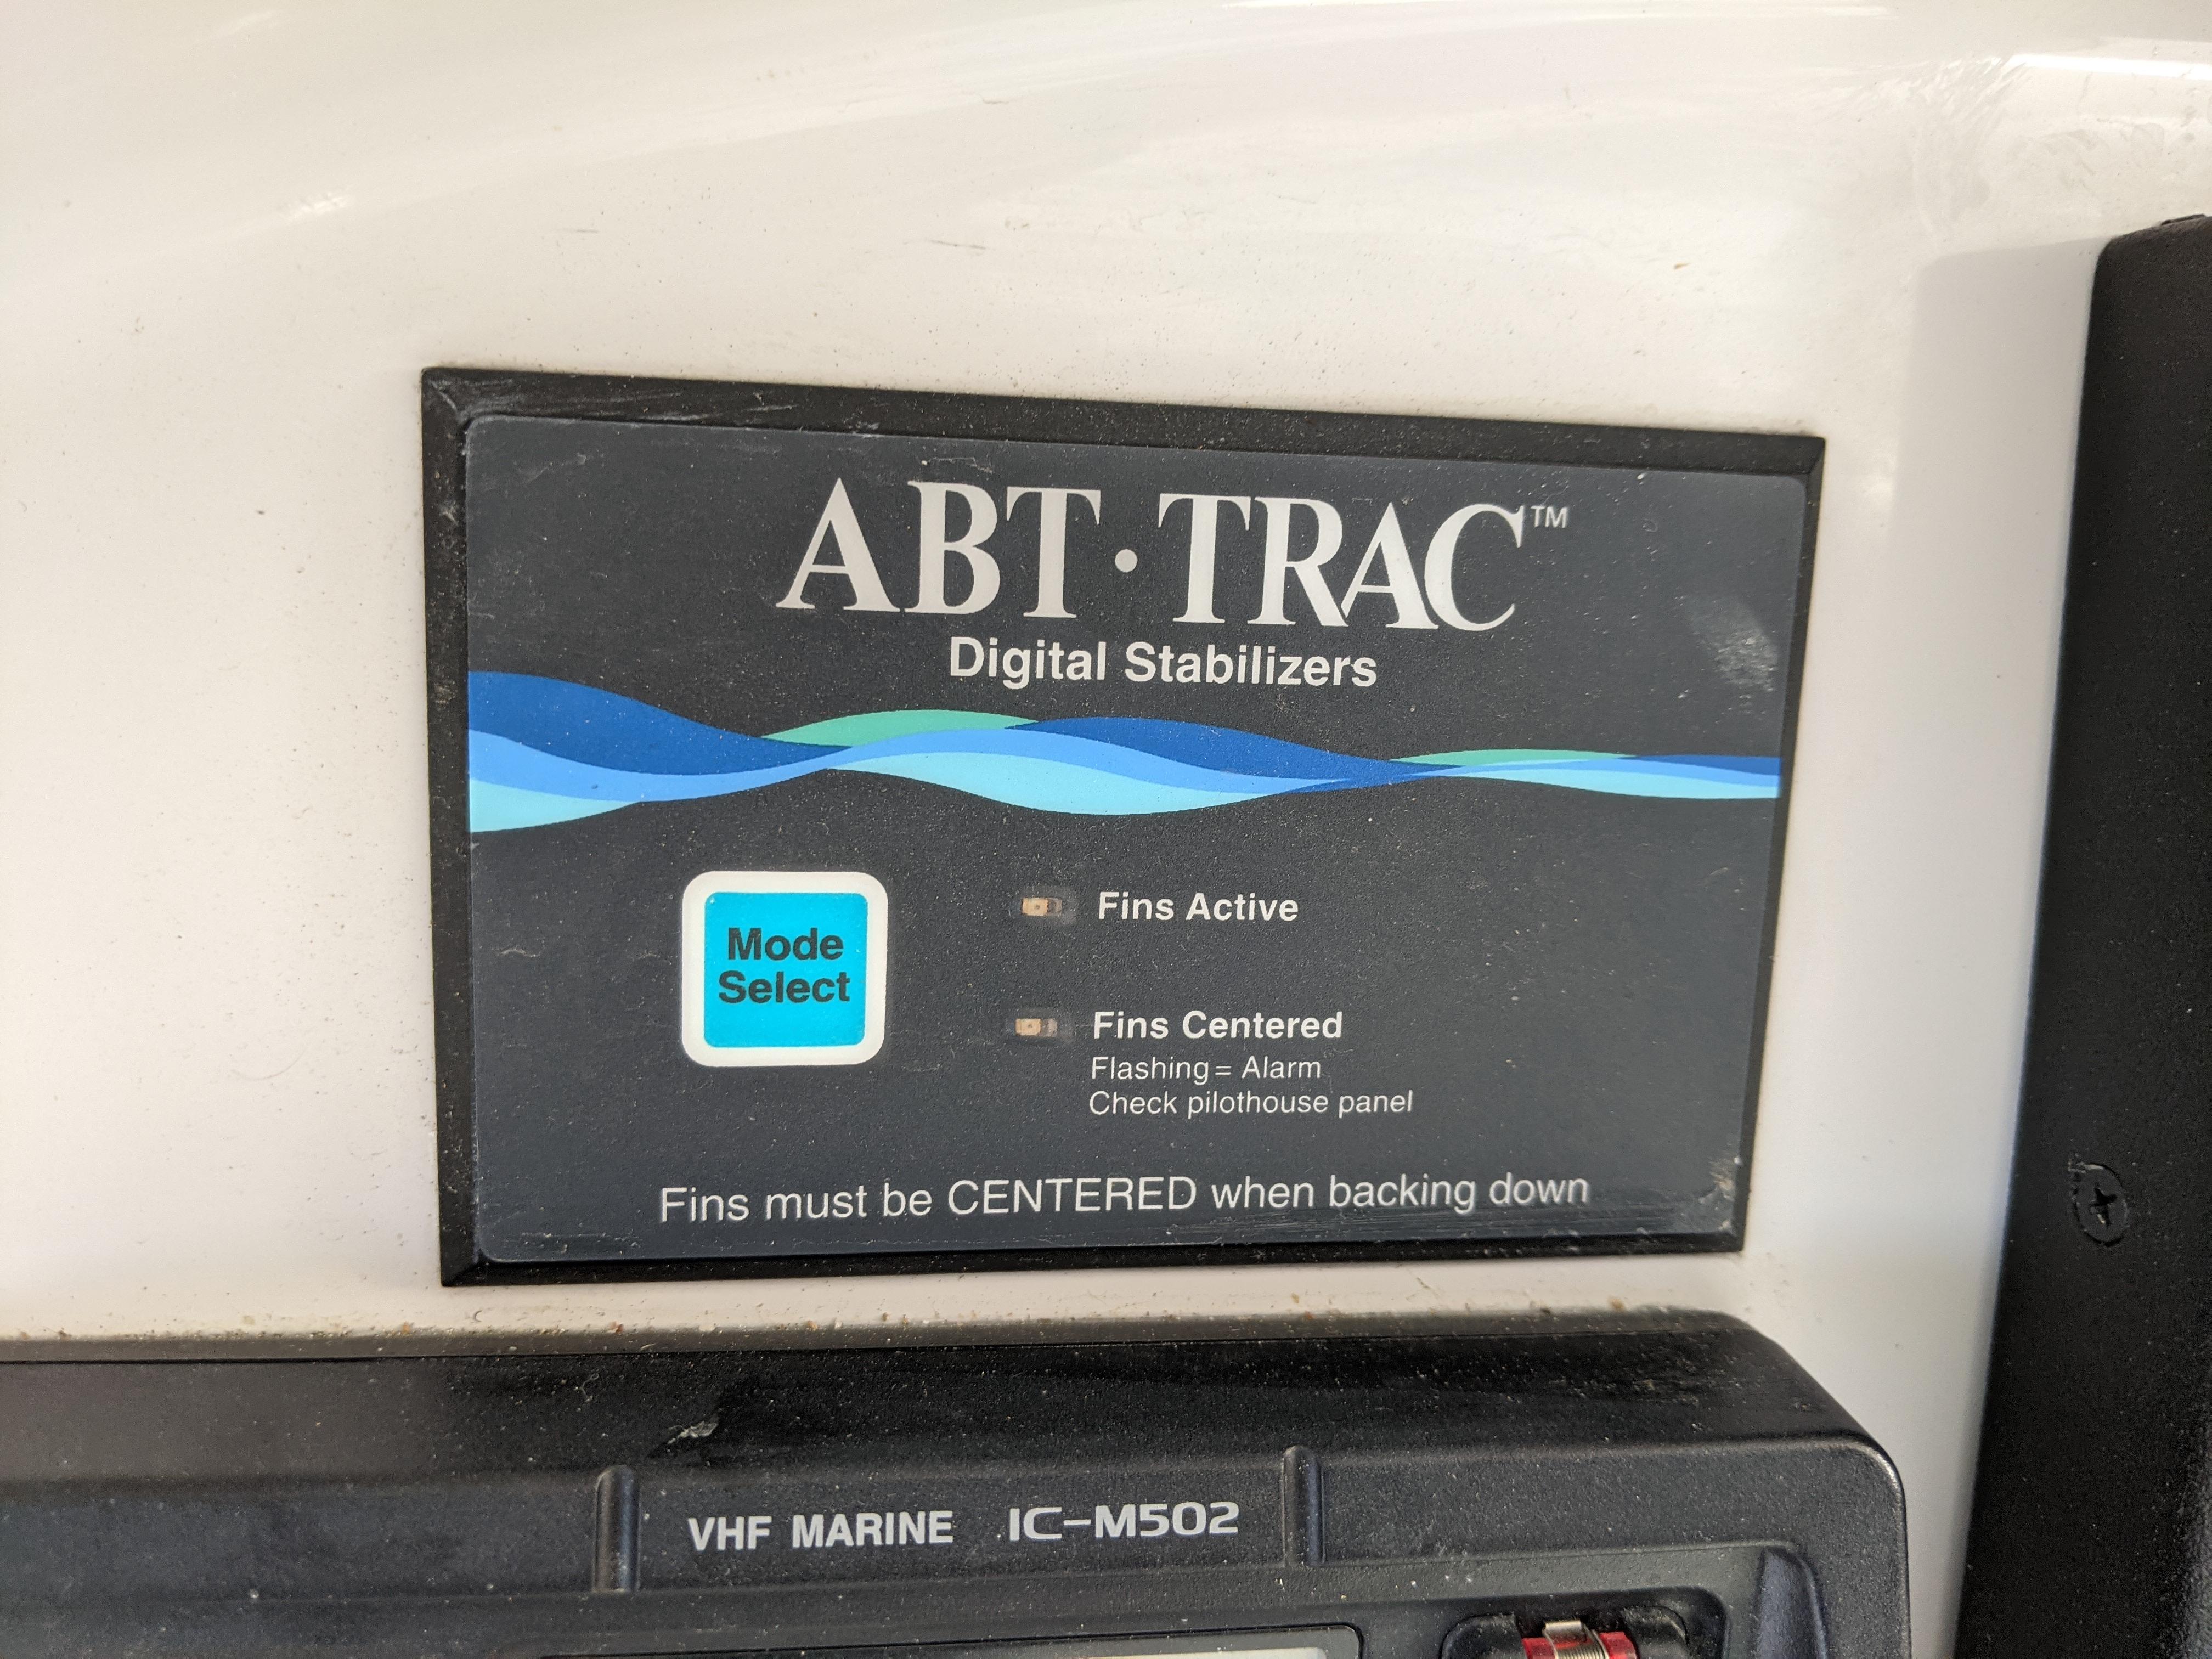 ABT·TRAC™
Digital Stabilizers
Mode
Select
Fins Active
Fins Centered
Flashing= Alarm
Check pilothouse panel
Fins must be CENTERED when backing down
VHF MARINE IC-M502